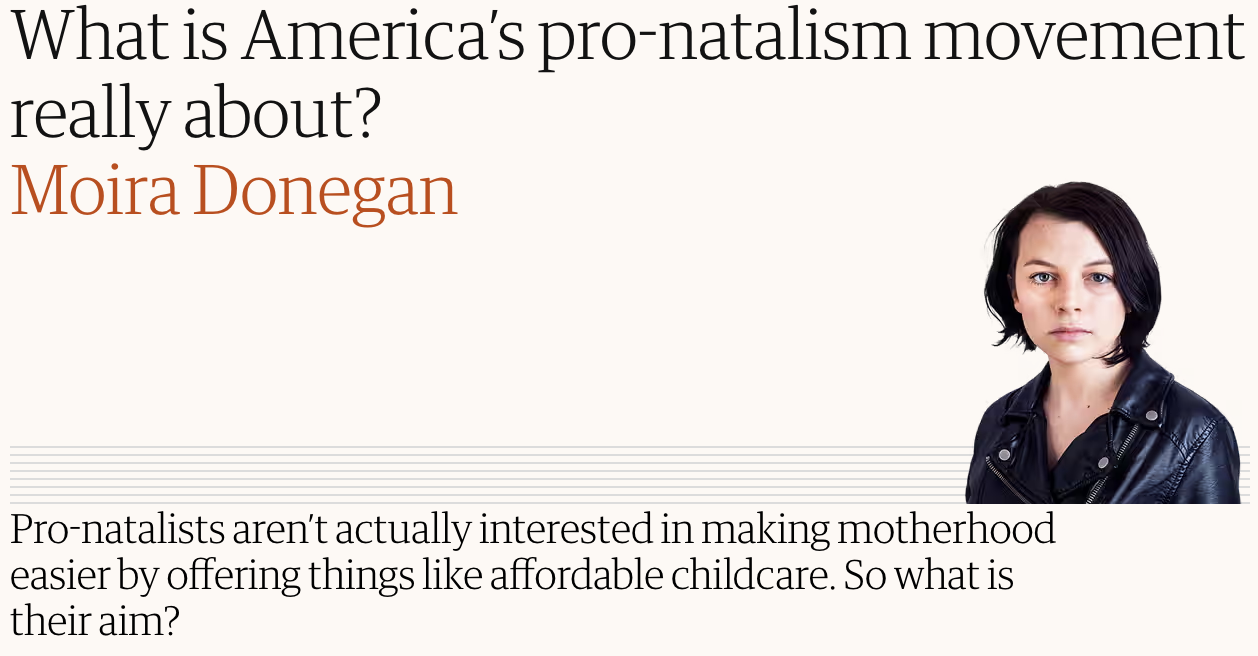 What is America’s pro-natalism movement
really about?
Moira Donegan
Pro-natalists aren’t actually interested in making motherhood
easier by offering things like affordable childcare. So what is
their aim?